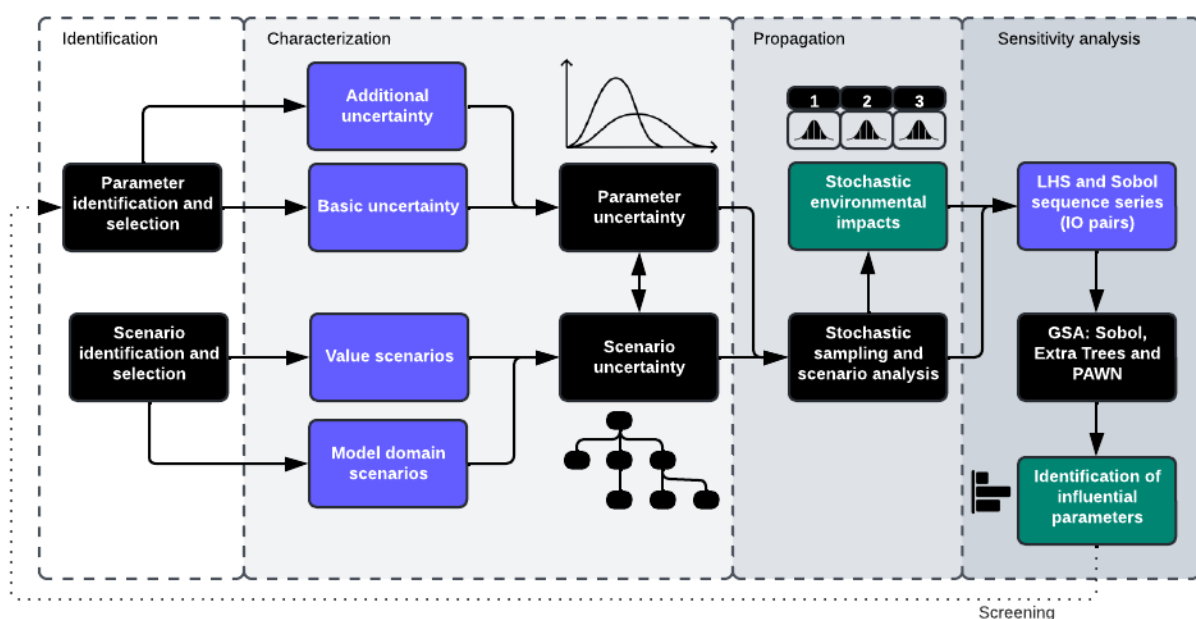 Identification
Characterization
Propagation
Sensitivity analysis
Additional
uncertainty
1 2 3
Parameter
identification and
selection
Basic uncertainty
Parameter
uncertainty
Stochastic
environmental
impacts
LHS and Sobol
sequence series
(IO pairs)
Scenario
identification and
selection
Value scenarios
Scenario
uncertainty
Stochastic
sampling and
scenario analysis
GSA: Sobol,
Extra Trees and
PAWN
Model domain
scenarios
Identification of
influential
parameters
Screening